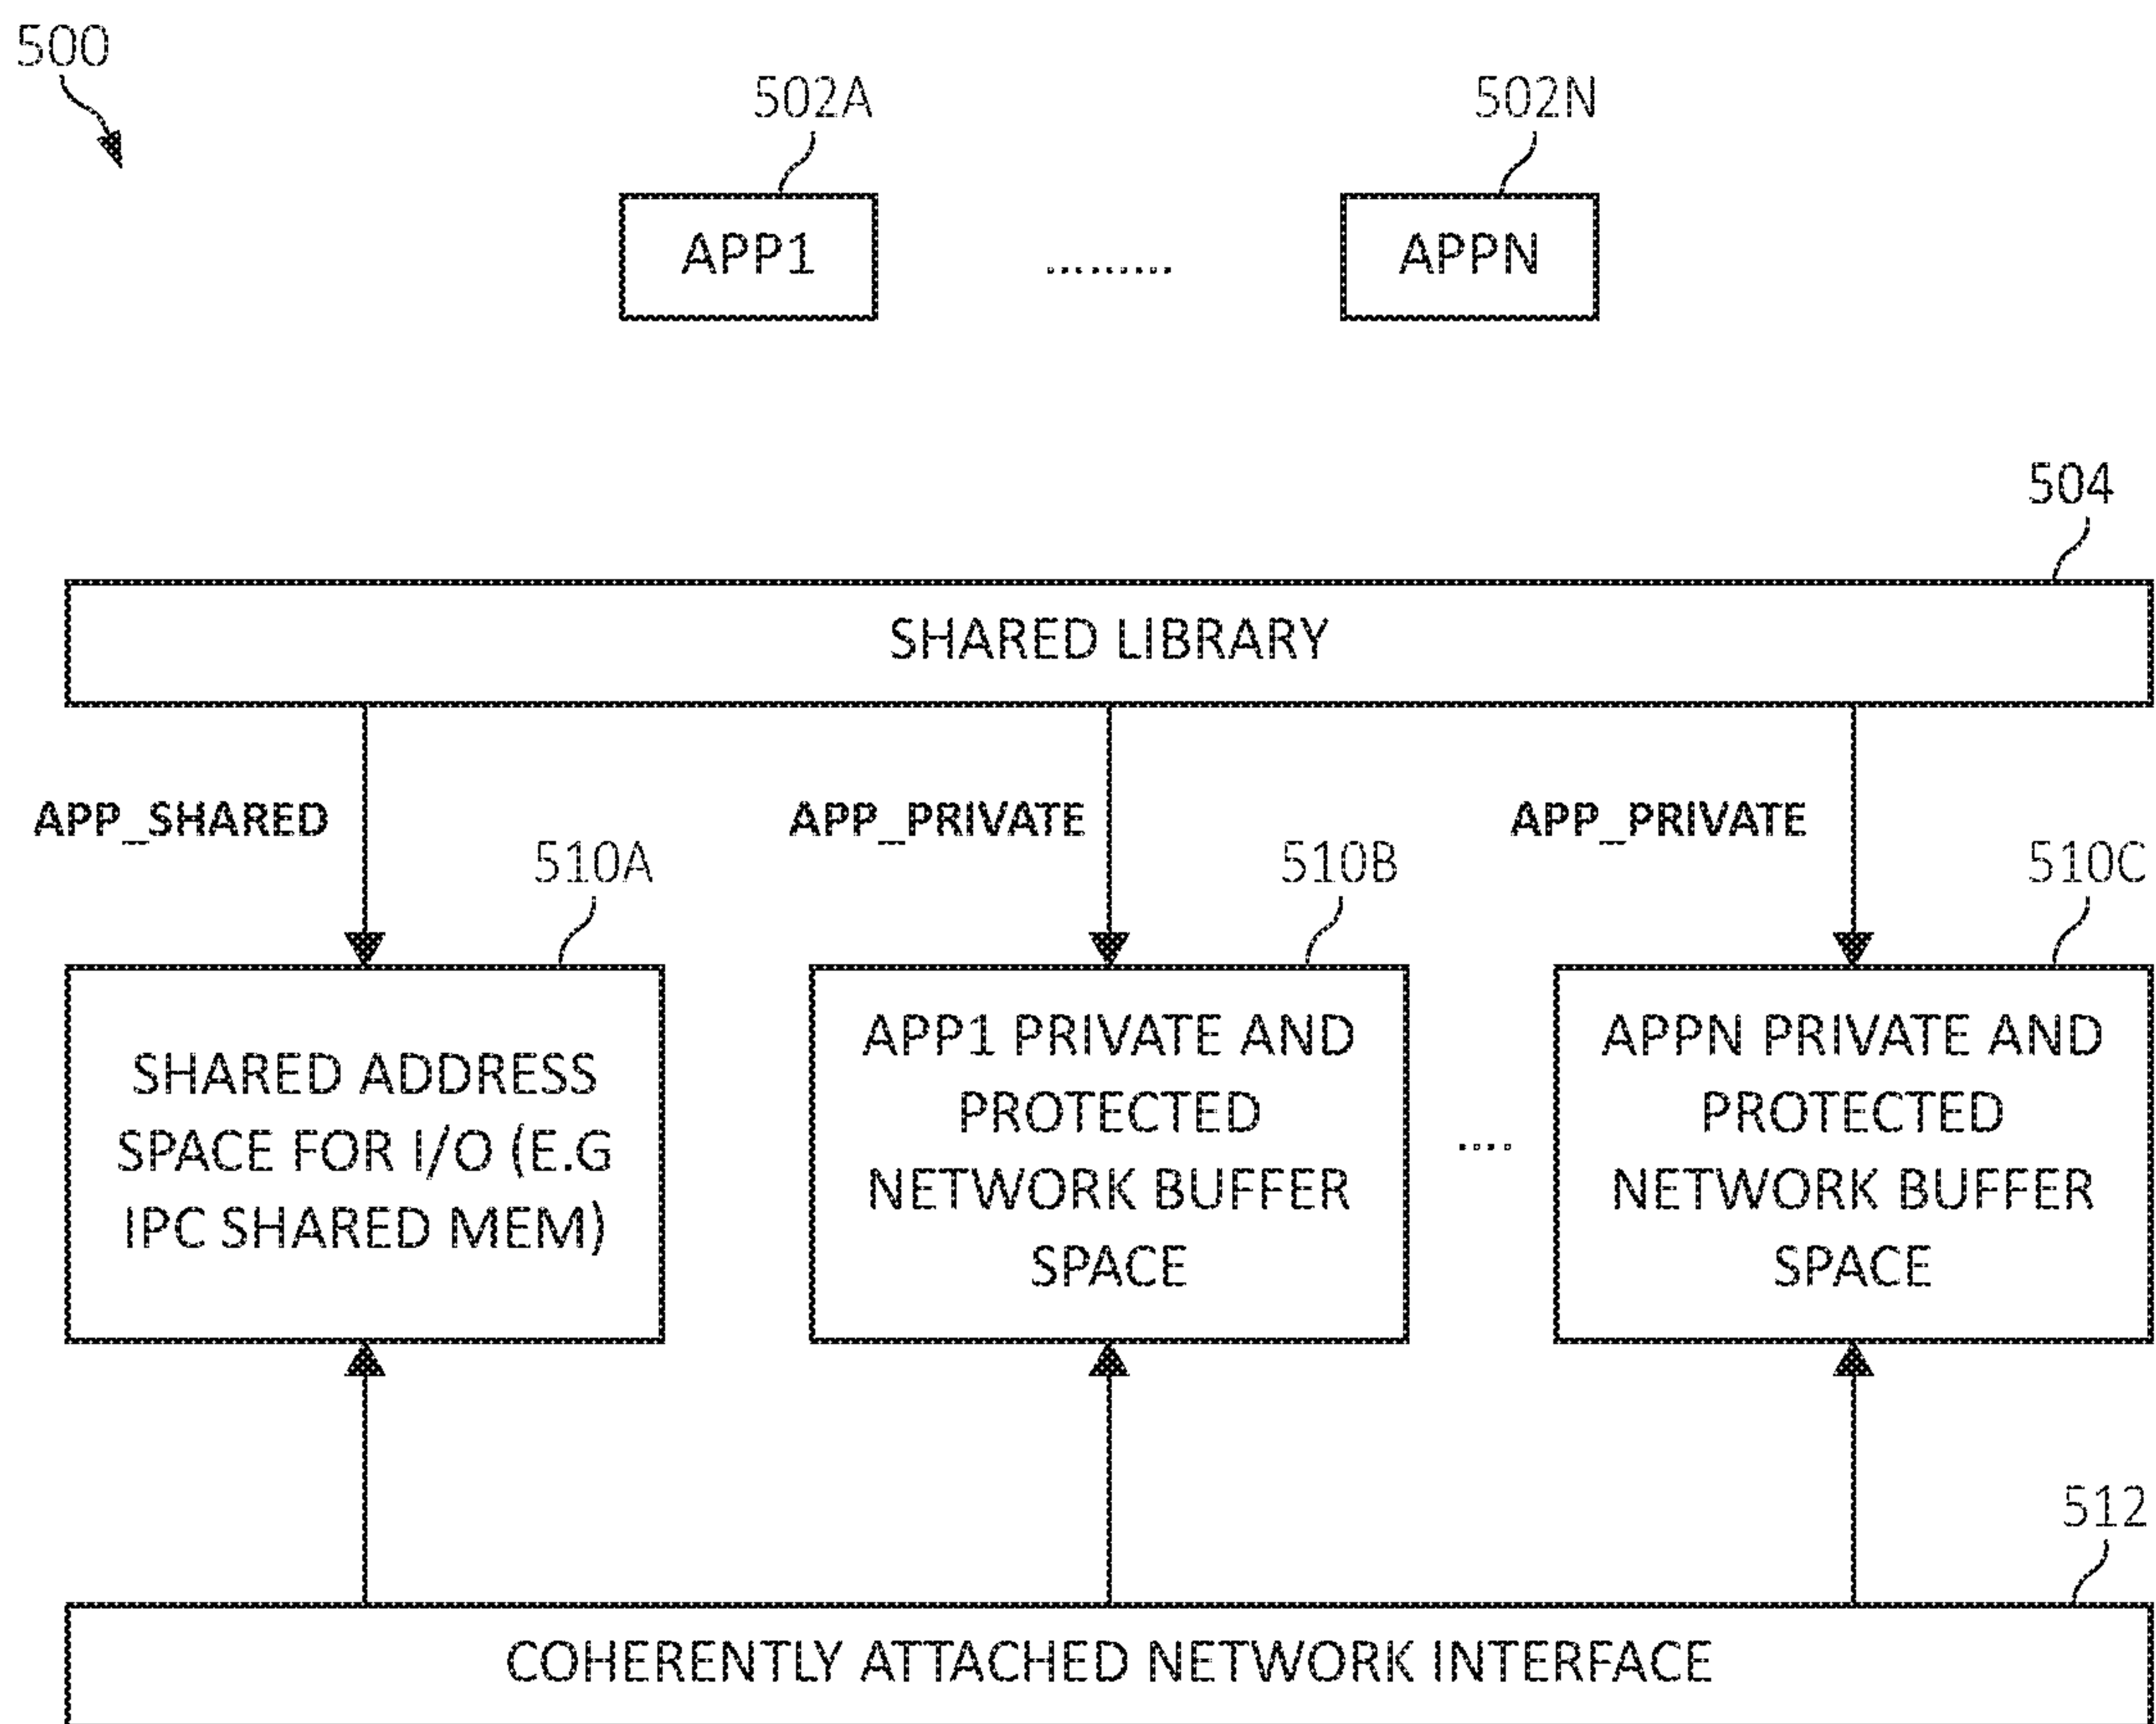 500
502A
502N
APP1
.........
APPN
504
SHARED LIBRARY
APP_SHARED
APP_PRIVATE
APP_PRIVATE
510A
510B
510C
SHARED ADDRESS
SPACE FOR I/O (E.G
IPC SHARED MEM)
APP1 PRIVATE AND
PROTECTED
NETWORK BUFFER
SPACE
....
APPN PRIVATE AND
PROTECTED
NETWORK BUFFER
SPACE
512
COHERENTLY ATTACHED NETWORK INTERFACE